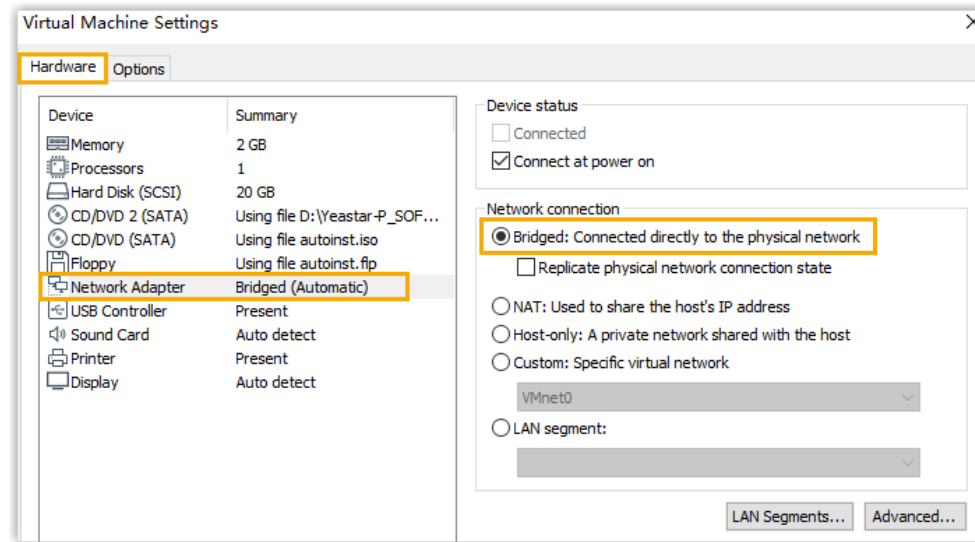 Virtual Machine Settings
Hardware Options
Device Summary
Memory 2 GB
Processors 1
Hard Disk (SCSI) 20 GB
CD/DVD 2 (SATA) Using file D:\Yeastar-P_SOF...
CD/DVD (SATA) Using file autoinst.iso
Floppy Using file autoinst.flp
Network Adapter Bridged (Automatic)
USB Controller Present
Sound Card Auto detect
Printer Present
Display Auto detect
Device status
Connected
Connect at power on
Network connection
Bridged: Connected directly to the physical network
Replicate physical network connection state
NAT: Used to share the host's IP address
Host-only: A private network shared with the host
Custom: Specific virtual network
VMnet0
LAN segment:
LAN Segments... Advanced...